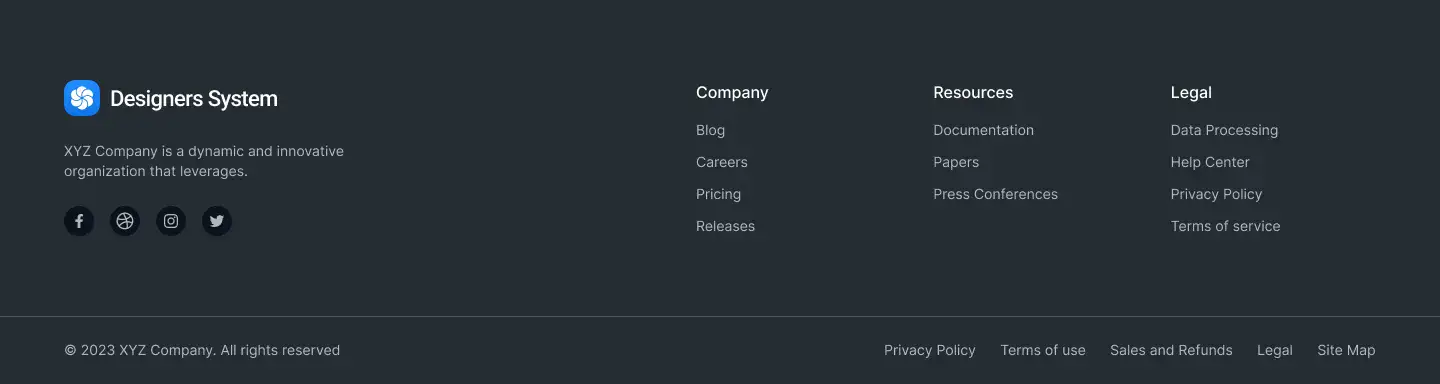 Designers System
XYZ Company is a dynamic and innovative
organization that leverages.
Company
Blog
Careers
Pricing
Releases
Resources
Documentation
Papers
Press Conferences
Legal
Data Processing
Help Center
Privacy Policy
Terms of service
© 2023 XYZ Company. All rights reserved
Privacy Policy
Terms of use
Sales and Refunds
Legal
Site Map